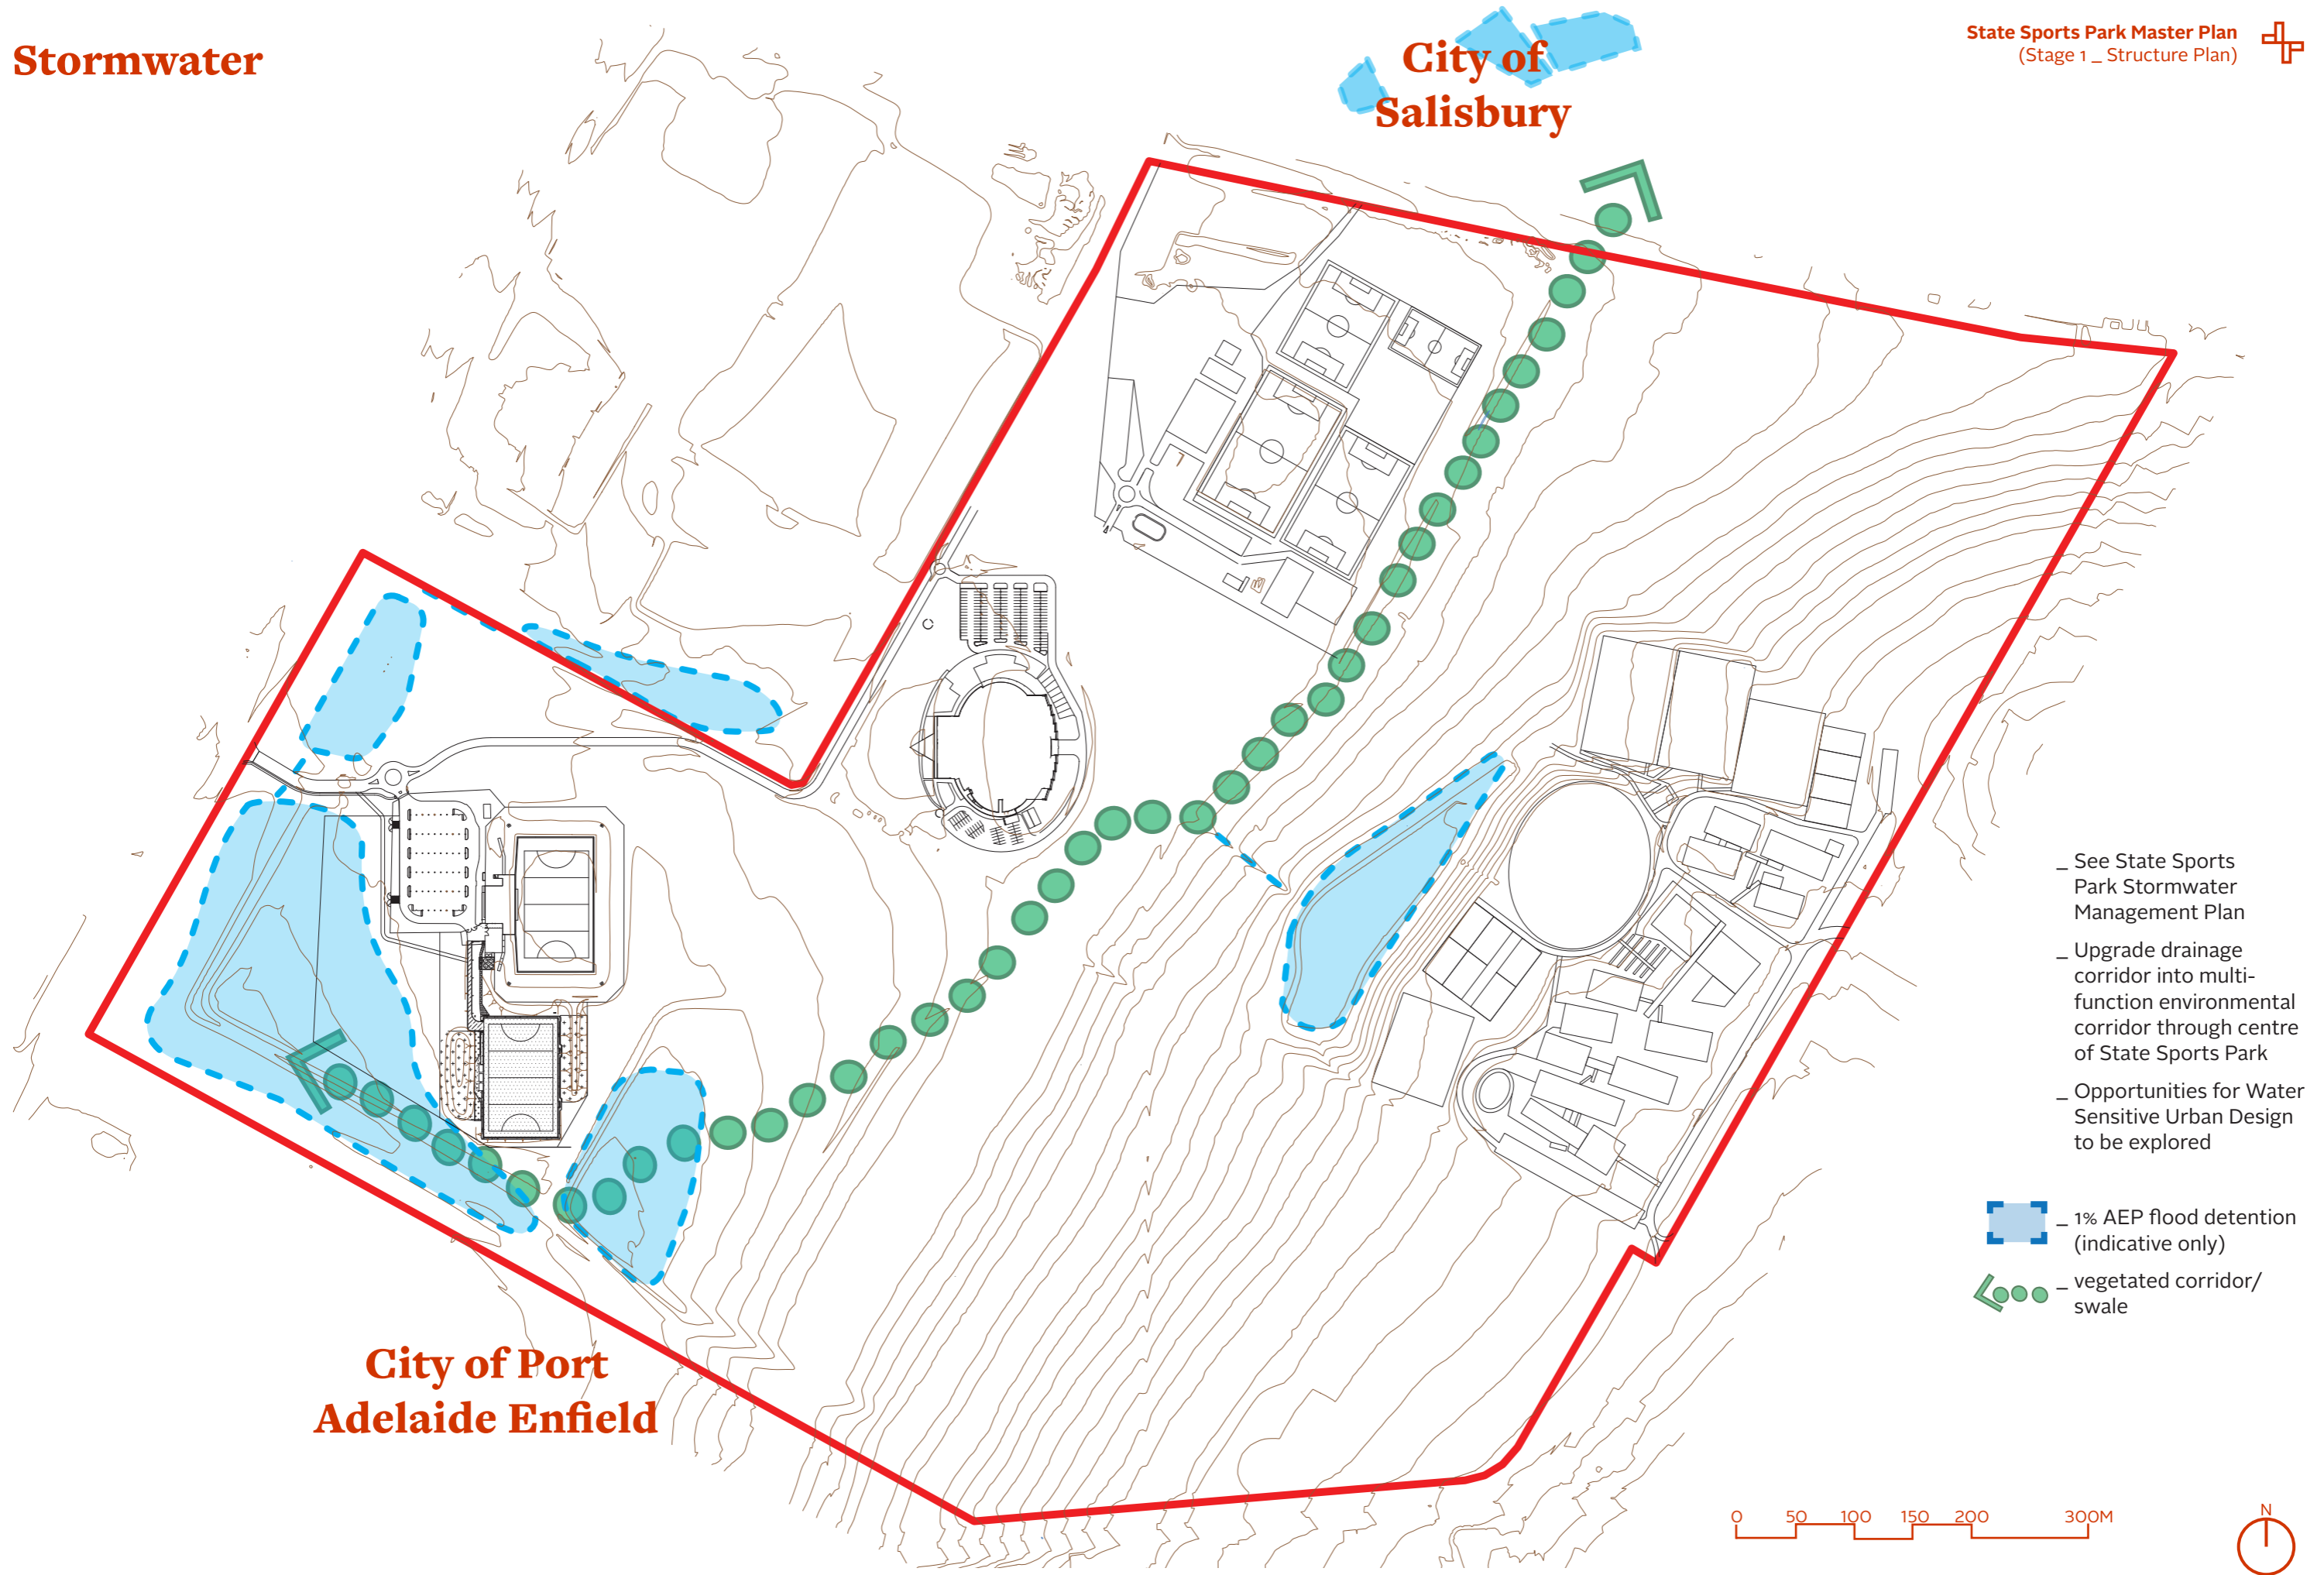 Stormwater
City of
Salisbury
State Sports Park Master Plan
(Stage 1 _ Structure Plan)
_ See State Sports
Park Stormwater
Management Plan
_ Upgrade drainage
corridor into multi-
function environmental
corridor through centre
of State Sports Park
_ Opportunities for Water
Sensitive Urban Design
to be explored
_ 1% AEP flood detention
(indicative only)
_ vegetated corridor/
swale
City of Port
Adelaide Enfield
0 50 100 150 200 300M
N